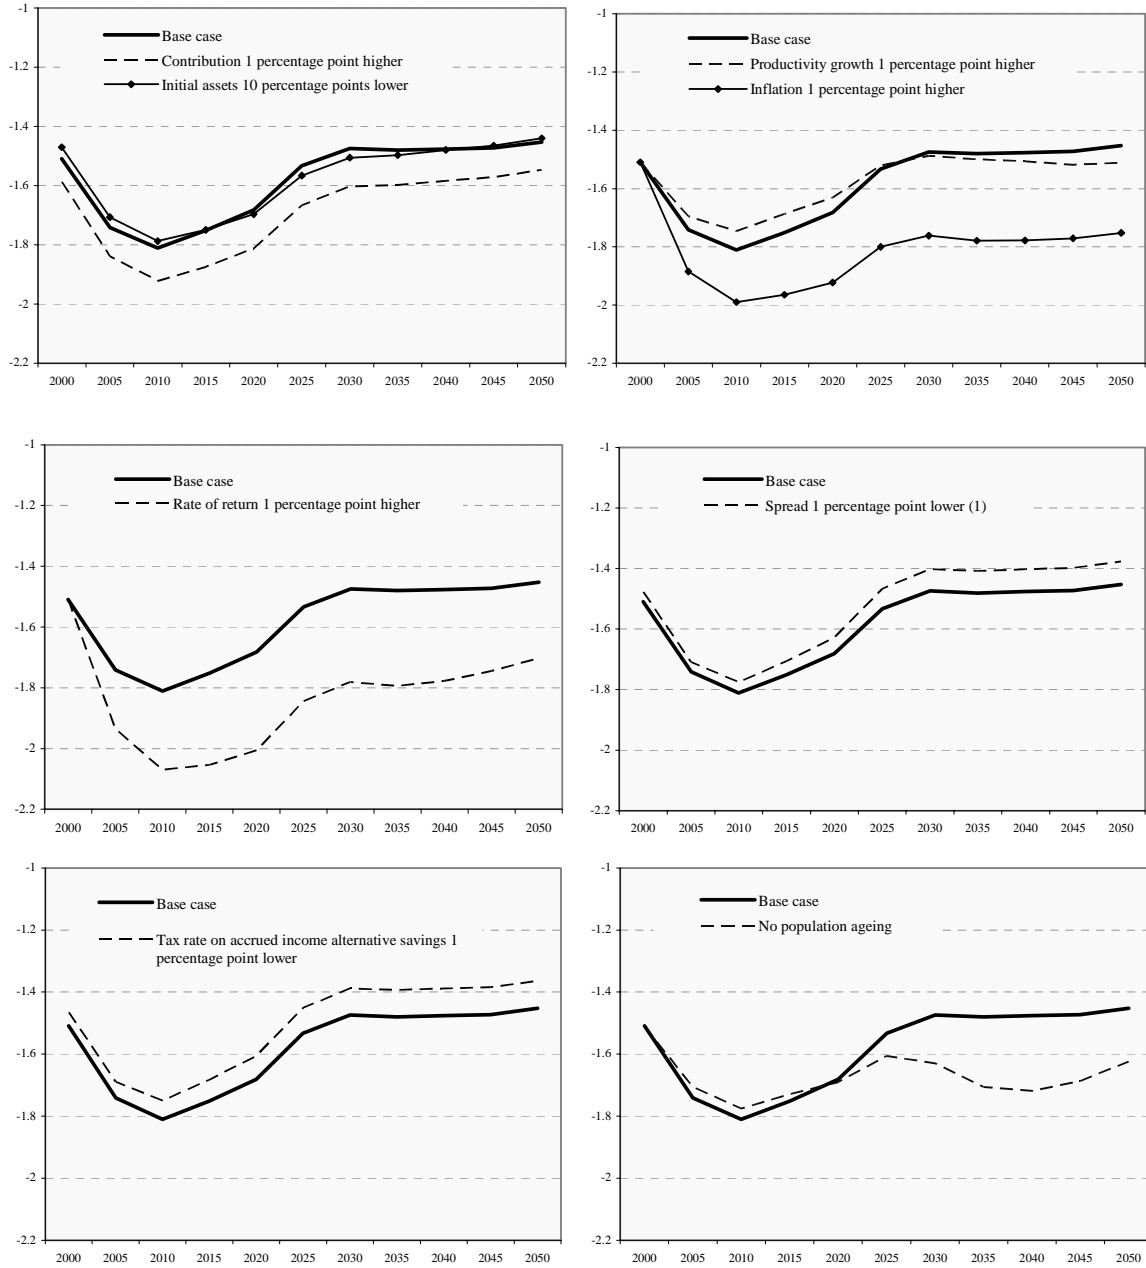 -1
-1.2
-1.4
-1.6
-1.8
-2
-2.2
Base case
Contribution 1 percentage point higher
Initial assets 10 percentage points lower
2000 2005 2010 2015 2020 2025 2030 2035 2040 2045 2050
-1
-1.2
-1.4
-1.6
-1.8
-2
-2.2
Base case
Productivity growth 1 percentage point higher
Inflation 1 percentage point higher
2000 2005 2010 2015 2020 2025 2030 2035 2040 2045 2050
-1
-1.2
-1.4
-1.6
-1.8
-2
-2.2
Base case
Rate of return 1 percentage point higher
2000 2005 2010 2015 2020 2030 2035 2040 2045 2050
-1
-1.2
-1.4
-1.6
-1.8
-2
-2.2
Base case
Spread 1 percentage point lower (1)
2000 2005 2010 2015 2020 2025 2030 2035 2040 2045 2050
-1
-1.2
-1.4
-1.6
-1.8
-2
-2.2
Base case
Tax rate on accrued income alternative savings 1
percentage point lower
2000 2005 2010 2015 2020 2025 2030 2035 2040 2045 2050
-1
-1.2
-1.4
-1.6
-1.8
-2
-2.2
Base case
No population ageing
2000 2005 2010 2015 2020 2025 2030 2035 2040 2045 2050